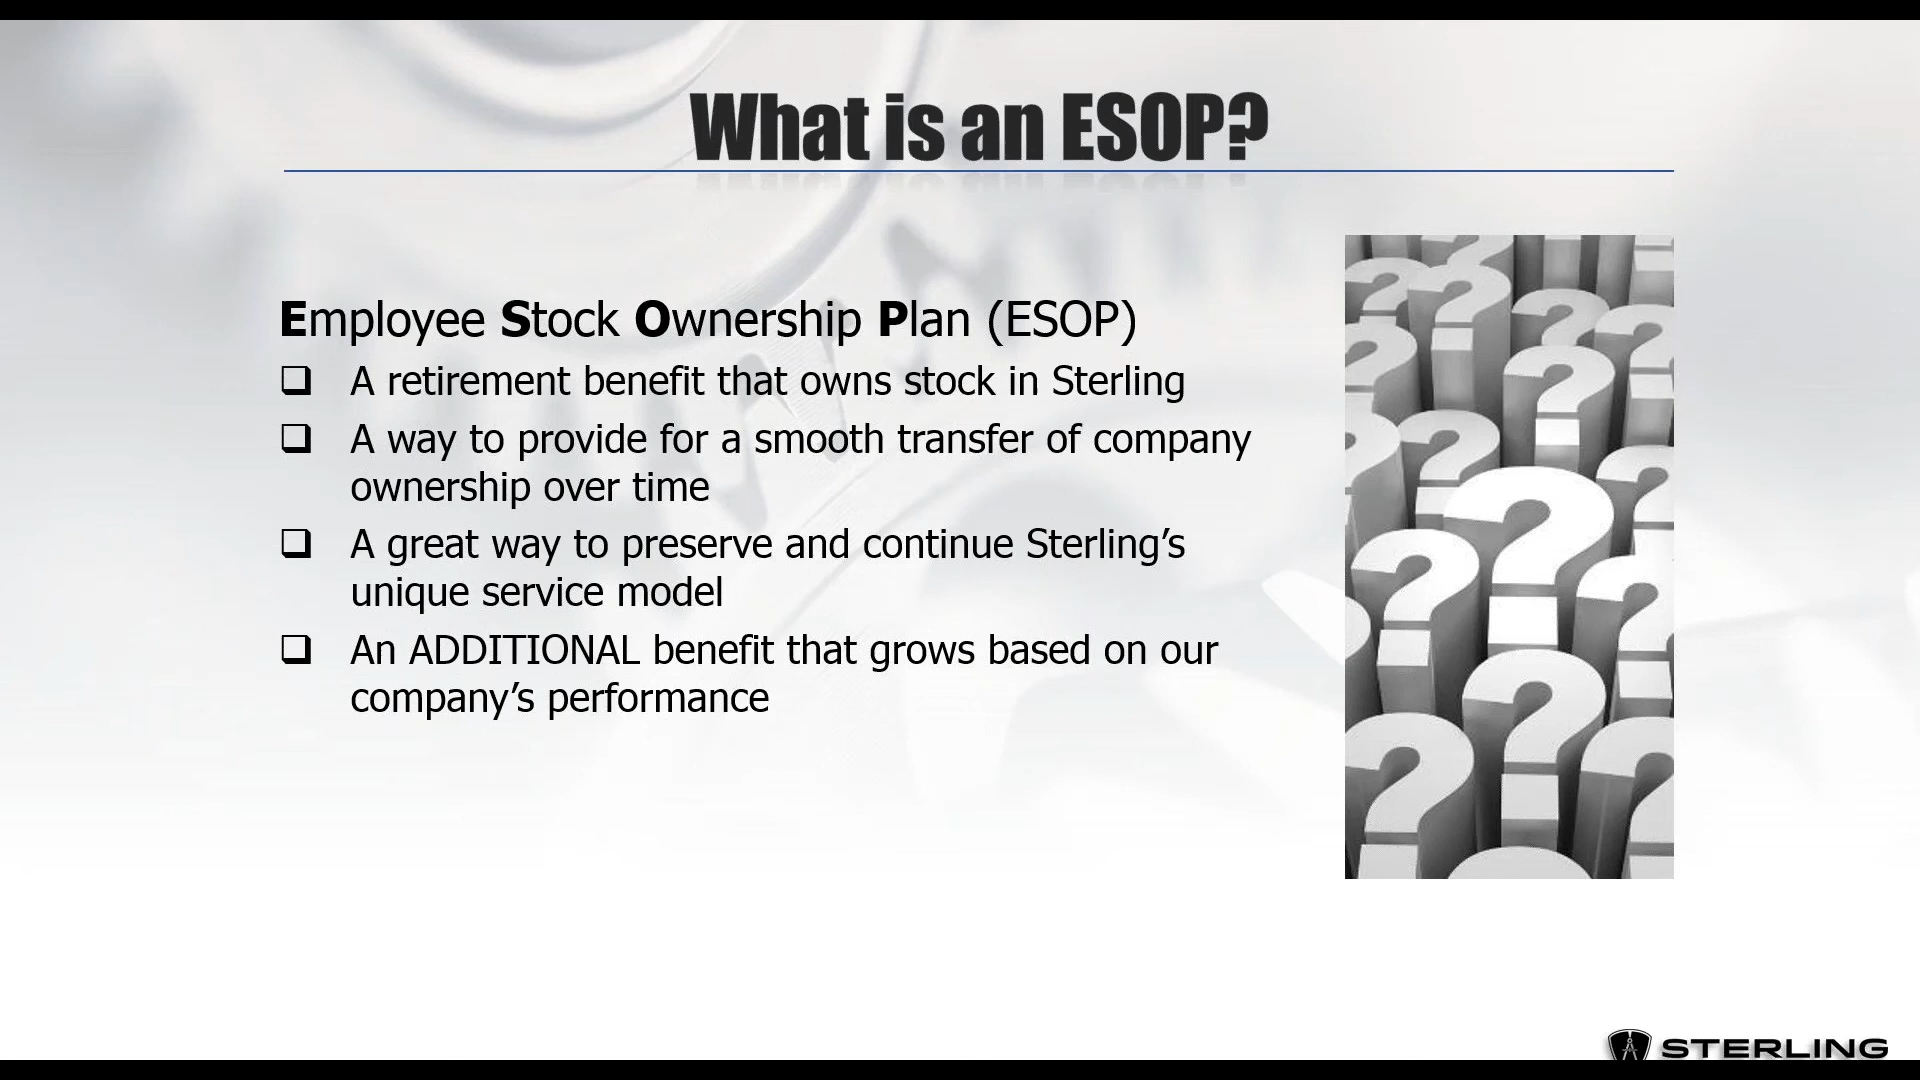 What is an ESOP?
Employee Stock Ownership Plan (ESOP)
❑ A retirement benefit that owns stock in Sterling
❑ A way to provide for a smooth transfer of company
ownership over time
❑ A great way to preserve and continue Sterling’s
unique service model
❑ An ADDITIONAL benefit that grows based on our
company’s performance
STERLING